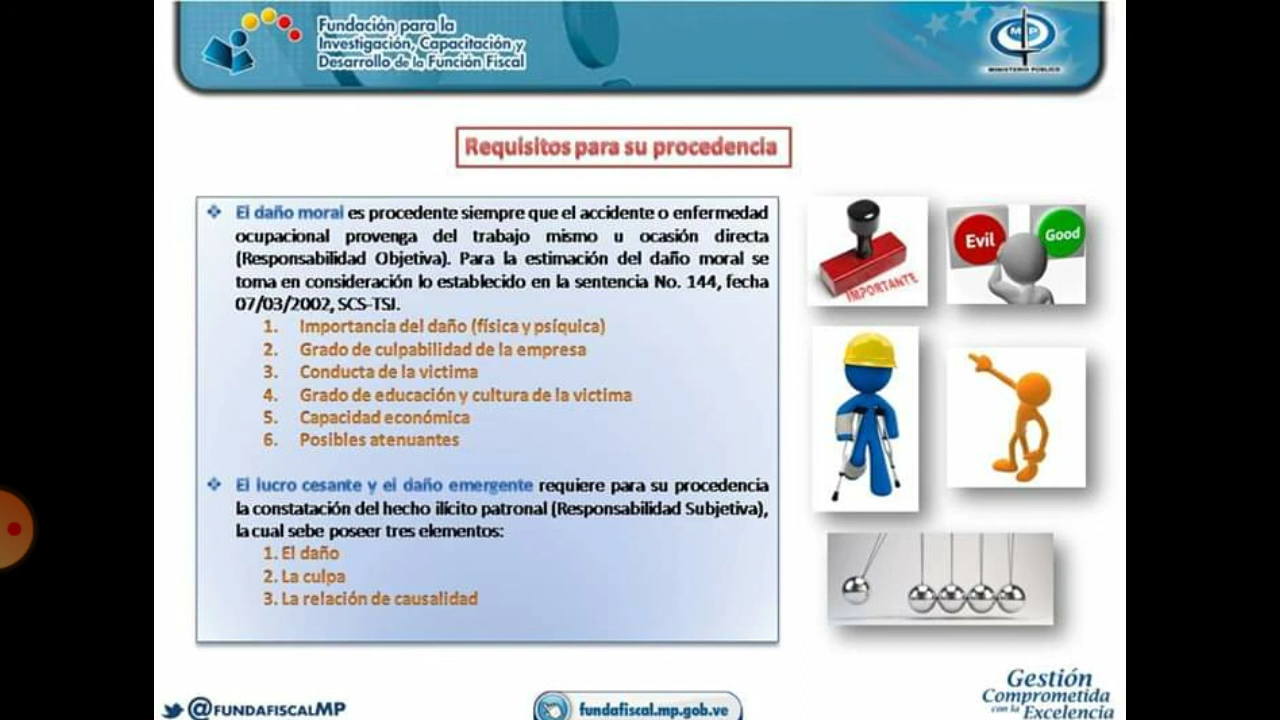 Fundación para la
Investigación, Capacitación y
Desarrollo de la Función Fiscal
MP
MINISTERIO PÚBLICO
Requisitos para su procedencia
❖ El daño moral es procedente siempre que el accidente o enfermedad
ocupacional provenga del trabajo mismo u ocasión directa
(Responsabilidad Objetiva). Para la estimación del daño moral se
toma en consideración lo establecido en la sentencia No. 144, fecha
07/03/2002, SCS-TSJ.
1. Importancia del daño (física y psíquica)
2. Grado de culpabilidad de la empresa
3. Conducta de la victima
4. Grado de educación y cultura de la victima
5. Capacidad económica
6. Posibles atenuantes
❖ El lucro cesante y el daño emergente requiere para su procedencia
la constatación del hecho ilícito patronal (Responsabilidad Subjetiva),
la cual sebe poseer tres elementos:
1. El daño
2. La culpa
3. La relación de causalidad
IMPORTANTE
Evil
Good
@FUNDAFISCALMP
fundafiscal.mp.gob.ve
Gestión
Comprometida
con la Excelencia